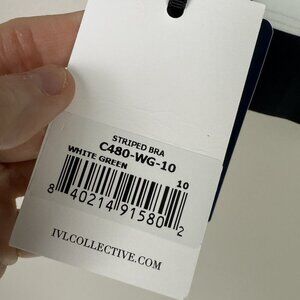 STRIPED BRA
C480-WG-10
WHITE GREEN
10
8 40214 91580 2
IVLCOLLECTIVE.COM